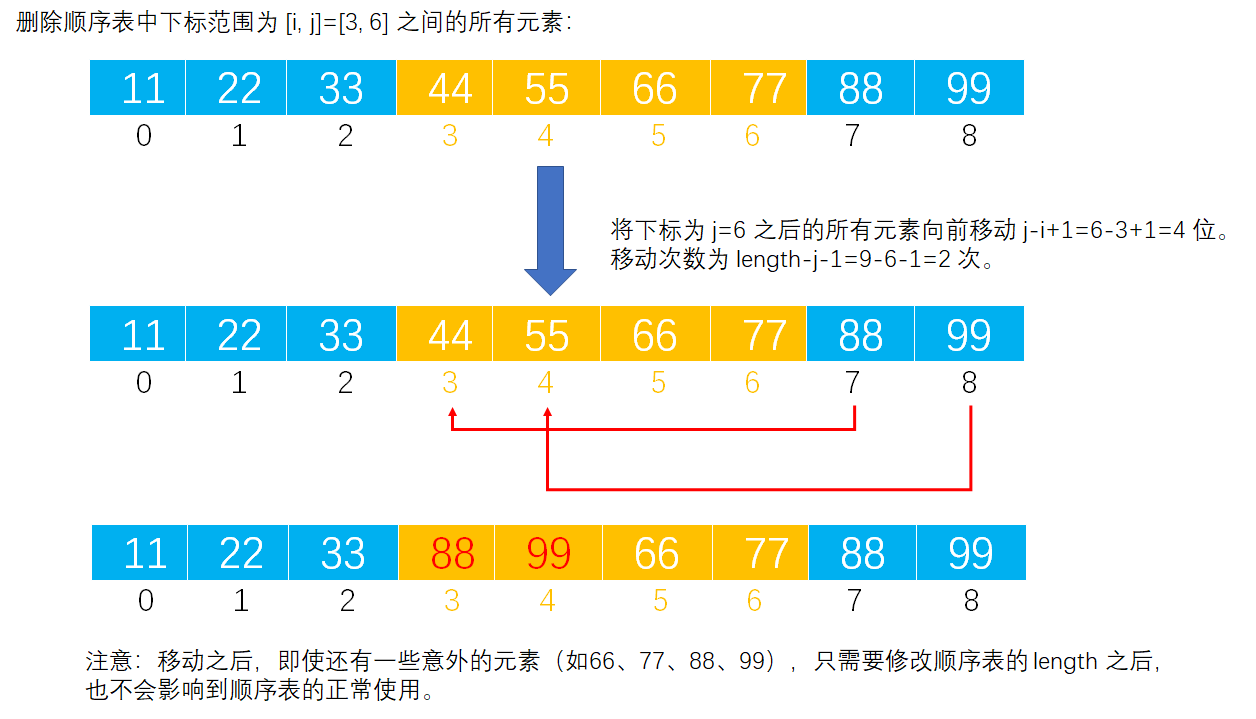 删除顺序表中下标范围为 [i, j]=[3, 6] 之间的所有元素：
11 22 33 44 55 66 77 88 99
0 1 2 3 4 5 6 7 8
将下标为 j=6 之后的所有元素向前移动 j-i+1=6-3+1=4 位。
移动次数为 length-j-1=9-6-1=2 次。
11 22 33 44 55 66 77 88 99
0 1 2 3 4 5 6 7 8
11 22 33 88 99 66 77 88 99
0 1 2 3 4 5 6 7 8
注意：移动之后，即使还有一些意外的元素（如66、77、88、99），只需要修改顺序表的 length 之后，
也不会影响到顺序表的正常使用。